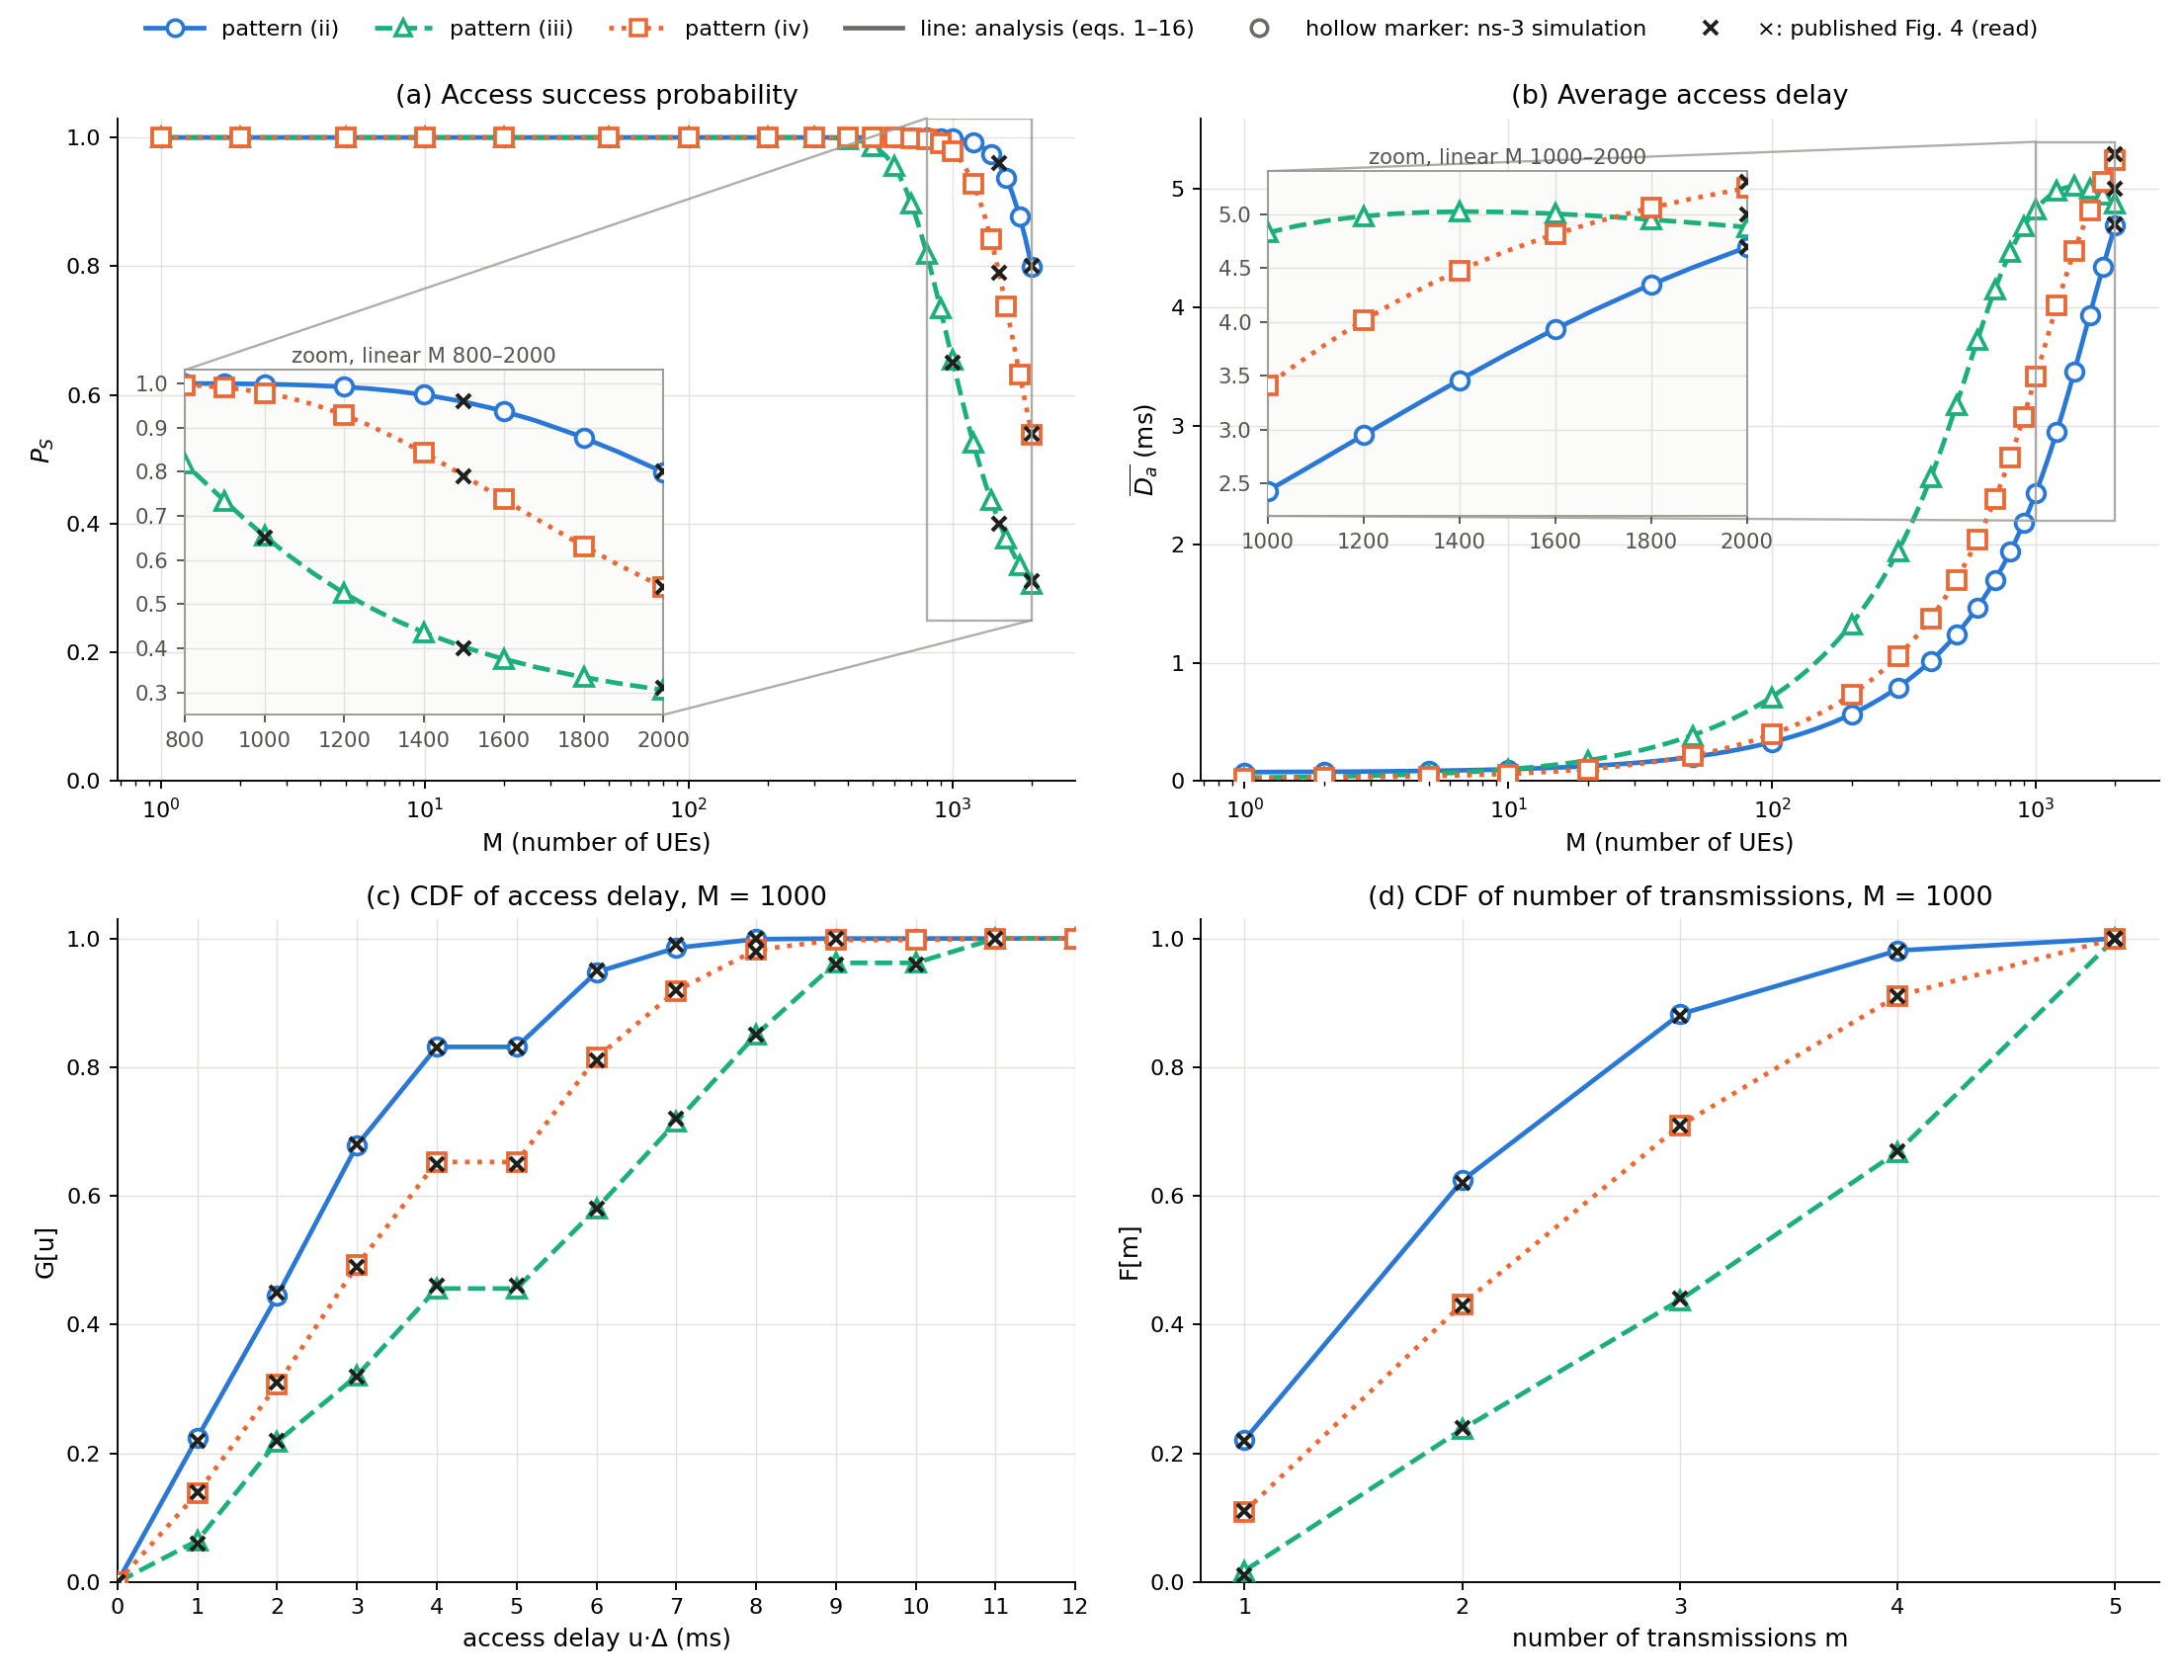 pattern (ii) pattern (iii) pattern (iv) line: analysis (eqs. 1–16) hollow marker: ns-3 simulation ×: published Fig. 4 (read)
(a) Access success probability
1.0
0.8
0.6
0.4
0.2
0.0
P_S
zoom, linear M 800–2000
1.0
0.9
0.8
0.7
0.6
0.5
0.4
0.3
800 1000 1200 1400 1600 1800 2000
10^0 10^1 10^2 10^3
M (number of UEs)
(b) Average access delay
5
4
3
2
1
0
D_a (ms)
zoom, linear M 1000–2000
5.0
4.5
4.0
3.5
3.0
2.5
1000 1200 1400 1600 1800 2000
10^0 10^1 10^2 10^3
M (number of UEs)
(c) CDF of access delay, M = 1000
1.0
0.8
0.6
0.4
0.2
0.0
G[u]
0 1 2 3 4 5 6 7 8 9 10 11 12
access delay u·Δ (ms)
(d) CDF of number of transmissions, M = 1000
1.0
0.8
0.6
0.4
0.2
0.0
F[m]
1 2 3 4 5
number of transmissions m